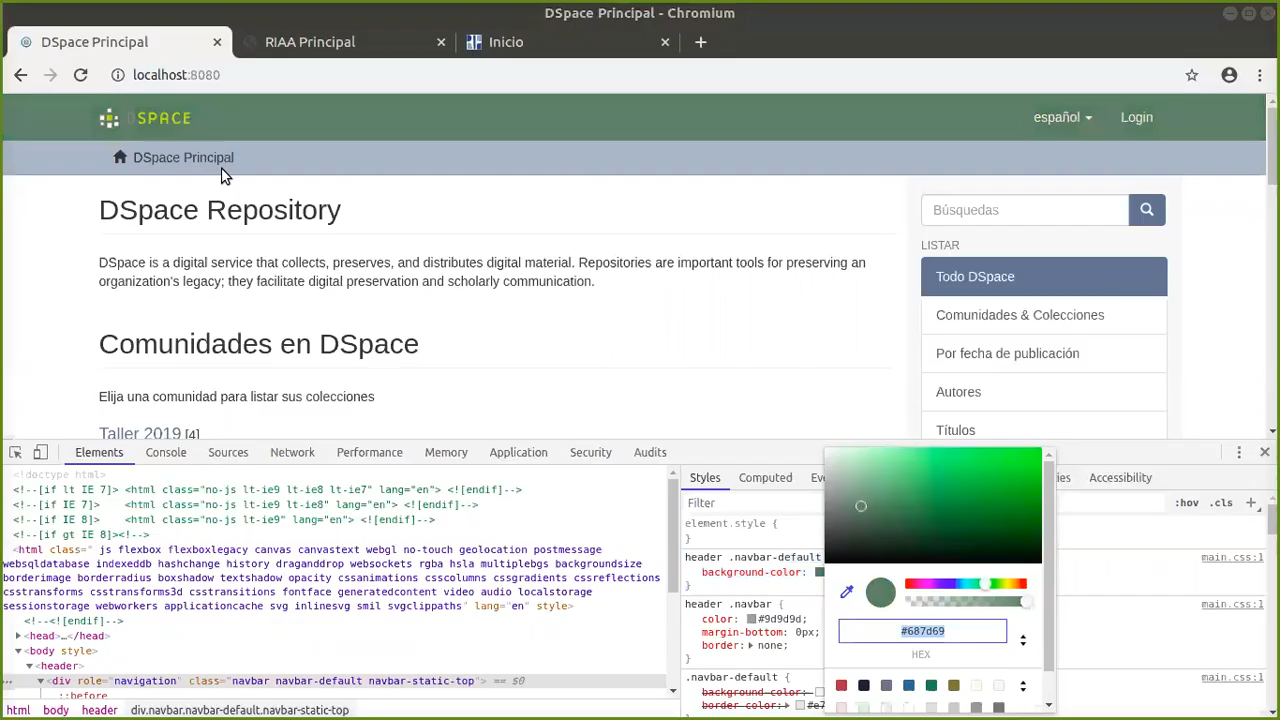 DSpace Principal - Chromium
DSpace Principal
RIAA Principal
Inicio
localhost:8080
DSPACE
español
Login
DSpace Principal
DSpace Repository
DSpace is a digital service that collects, preserves, and distributes digital material. Repositories are important tools for preserving an
organization's legacy; they facilitate digital preservation and scholarly communication.
Comunidades en DSpace
Elija una comunidad para listar sus colecciones
Taller 2019 [4]
Búsquedas
LISTAR
Todo DSpace
Comunidades & Colecciones
Por fecha de publicación
Autores
Títulos
Elements Console Sources Network Performance Memory Application Security Audits
<!doctype html>
<!--[if lt IE 7]> <html class="no-js lt-ie9 lt-ie8 lt-ie7" lang="en"> <![endif]-->
<!--[if IE 7]> <html class="no-js lt-ie9 lt-ie8" lang="en"> <![endif]-->
<!--[if IE 8]> <html class="no-js lt-ie9" lang="en"> <![endif]-->
<!--[if gt IE 8]><!-->
<html class=" js flexbox flexboxlegacy canvas canvastext webgl no-touch geolocation postmessage
websqldatabase indexeddb hashchange history draganddrop websockets rgba hsla multiplebgs backgroundsize
borderimage borderradius boxshadow textshadow opacity cssanimations csscolumns cssgradients cssreflections
csstransforms csstransforms3d csstransitions fontface generatedcontent video audio localstorage
sessionstorage webworkers applicationcache svg inlinesvg smil svgclippaths" lang="en" style>
<!--<![endif]-->
<head>…</head>
<body style>
<header>
<div role="navigation" class="navbar navbar-default navbar-static-top"> == $0
::before
html body header div.navbar.navbar-default.navbar-static-top
Styles Computed Accessibility
Filter :hov .cls +
element.style {
}
header .navbar-default main.css:1
background-color:
}
header .navbar { main.css:1
color: #9d9d9d;
margin-bottom: 0px;
border: none;
}
.navbar-default { main.css:1
background-color:
border-color: #e7
#687d69
HEX